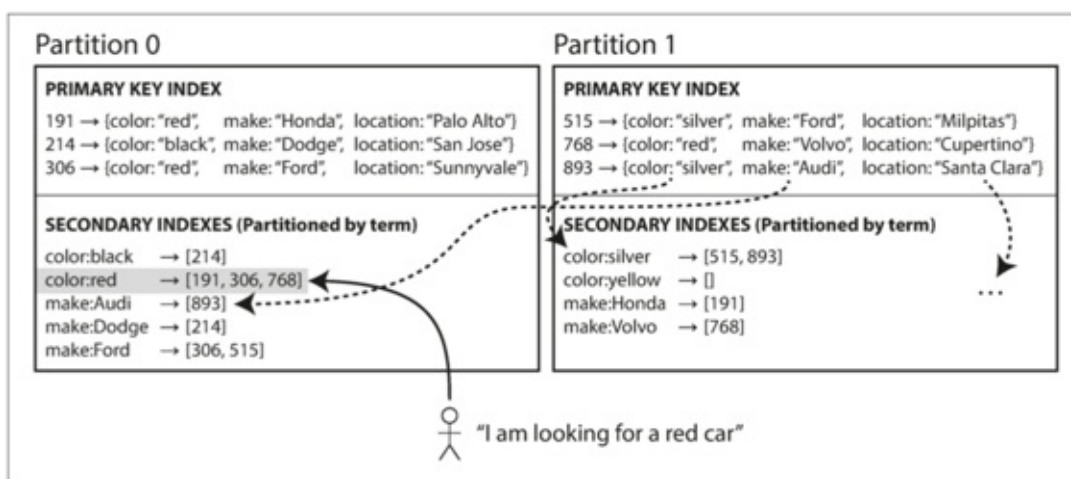 Partition 0
PRIMARY KEY INDEX
191 → {color: “red”, make: “Honda”, location: “Palo Alto”}
214 → {color: “black”, make: “Dodge”, location: “San Jose”}
306 → {color: “red”, make: “Ford”, location: “Sunnyvale”}
SECONDARY INDEXES (Partitioned by term)
color:black → [214]
color:red → [191, 306, 768]
make:Audi → [893]
make:Dodge → [214]
make:Ford → [306, 515]
Partition 1
PRIMARY KEY INDEX
515 → {color: “silver”, make: “Ford”, location: “Milpitas”}
768 → {color: “red”, make: “Volvo”, location: “Cupertino”}
893 → {color: “silver”, make: “Audi”, location: “Santa Clara”}
SECONDARY INDEXES (Partitioned by term)
color:silver → [515, 893]
color:yellow → []
make:Honda → [191]
make:Volvo → [768]
...
“I am looking for a red car”